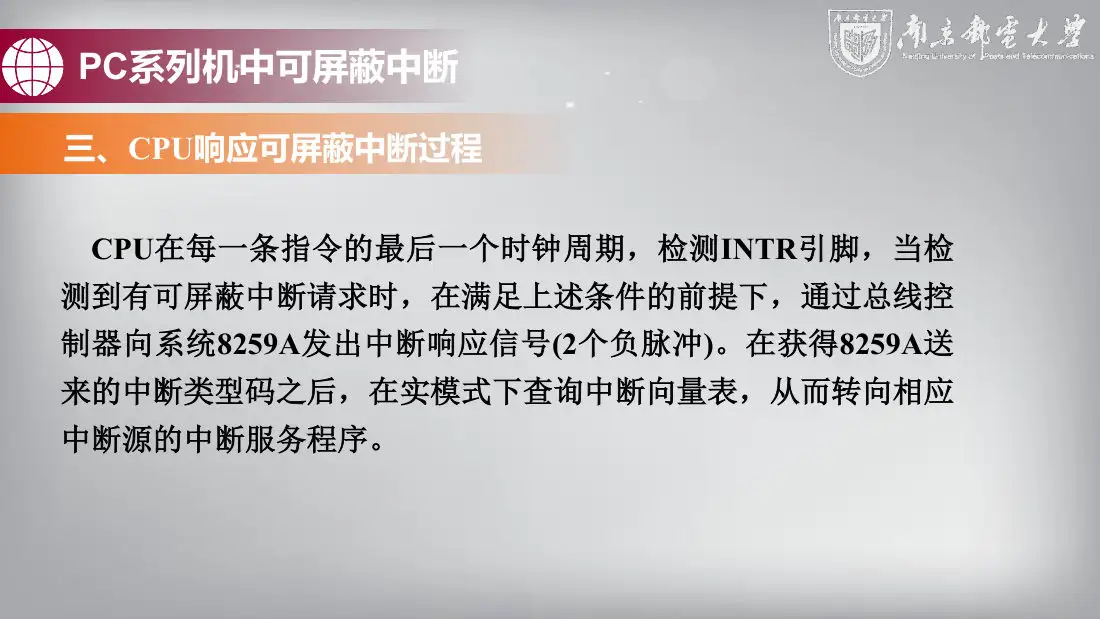 PC系列机中可屏蔽中断
南京邮电大学
Nanjing University of Posts and Telecommunications
三、CPU响应可屏蔽中断过程
CPU在每一条指令的最后一个时钟周期，检测INTR引脚，当检
测到有可屏蔽中断请求时，在满足上述条件的前提下，通过总线控
制器向系统8259A发出中断响应信号(2个负脉冲)。在获得8259A送
来的中断类型码之后，在实模式下查询中断向量表，从而转向相应
中断源的中断服务程序。